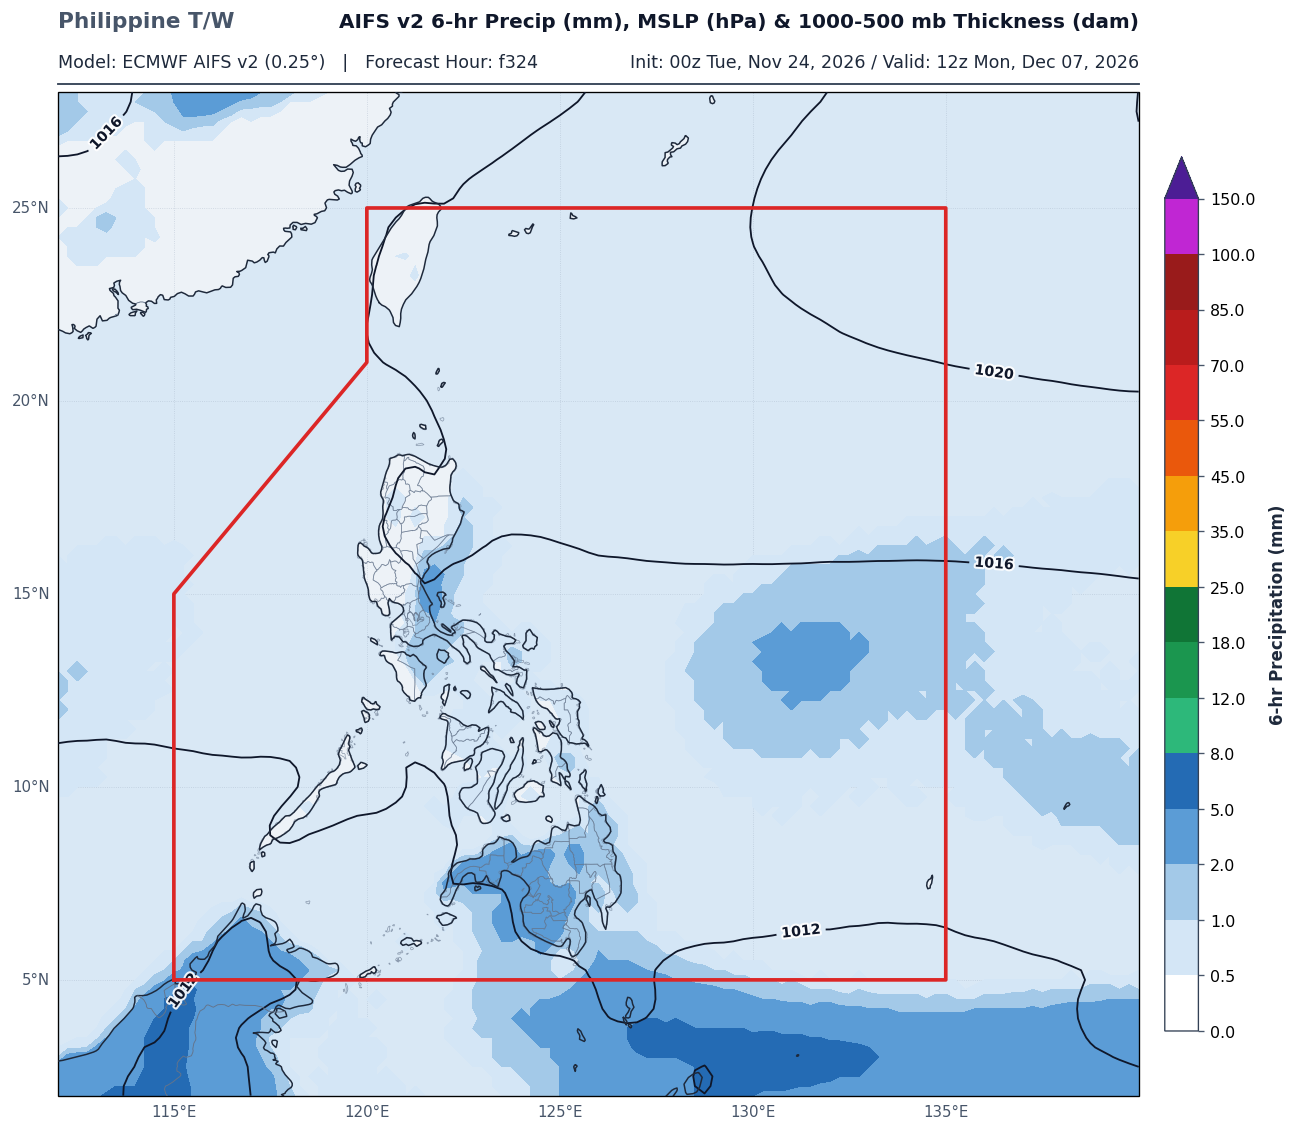 Philippine T/W
AIFS v2 6-hr Precip (mm), MSLP (hPa) & 1000-500 mb Thickness (dam)
Model: ECMWF AIFS v2 (0.25°) | Forecast Hour: f324
Init: 00z Tue, Nov 24, 2026 / Valid: 12z Mon, Dec 07, 2026
1016
1020
1016
1012
1012
25°N
20°N
15°N
10°N
5°N
115°E
120°E
125°E
130°E
135°E
150.0
100.0
85.0
70.0
55.0
45.0
35.0
25.0
18.0
12.0
8.0
5.0
2.0
1.0
0.5
0.0
6-hr Precipitation (mm)